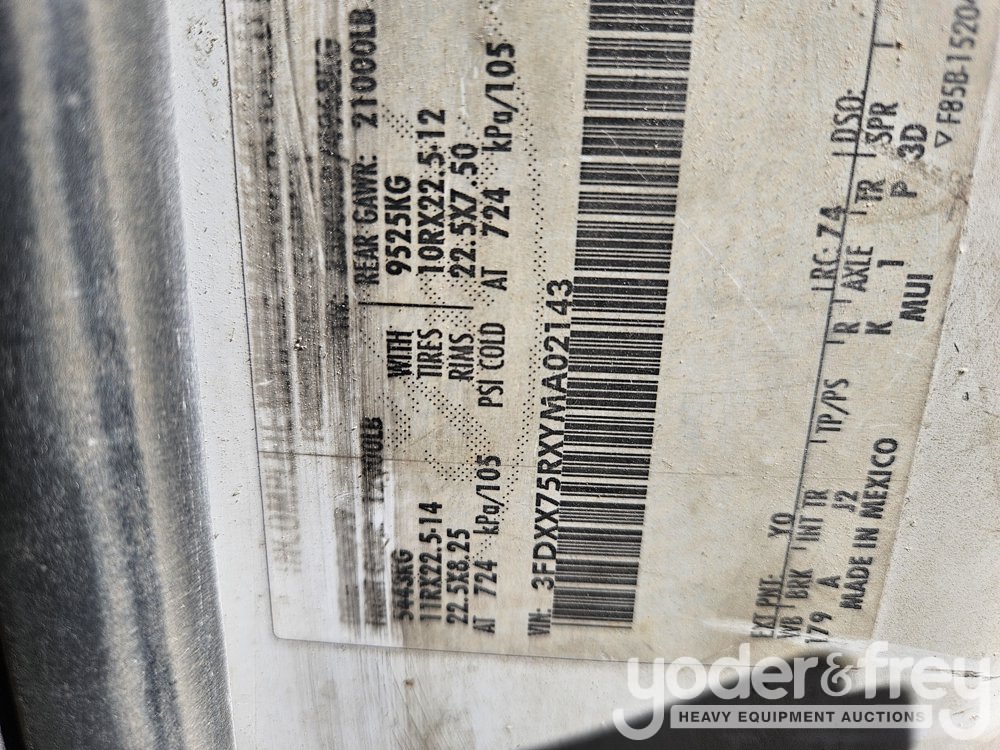 REAR GAWR: 21000LB
5443KG WITH 9525KG
11RX22.5-14 TIRES 10RX22.5-12
22.5X8.25 RIMS 22.5X7.50
AT 724 kPa/105 PSI COLD AT 724 kPa/105
VIN: 3FDXX75RXYMA02143
EXT PNT: YO RC: 74 DSO:
WB BRK INT TR TP/PS R AXLE TR SPR
179 A J2 K 1 P 3D
MADE IN MEXICO MUI
▽ F85B-1520
yoder&frey
HEAVY EQUIPMENT AUCTIONS